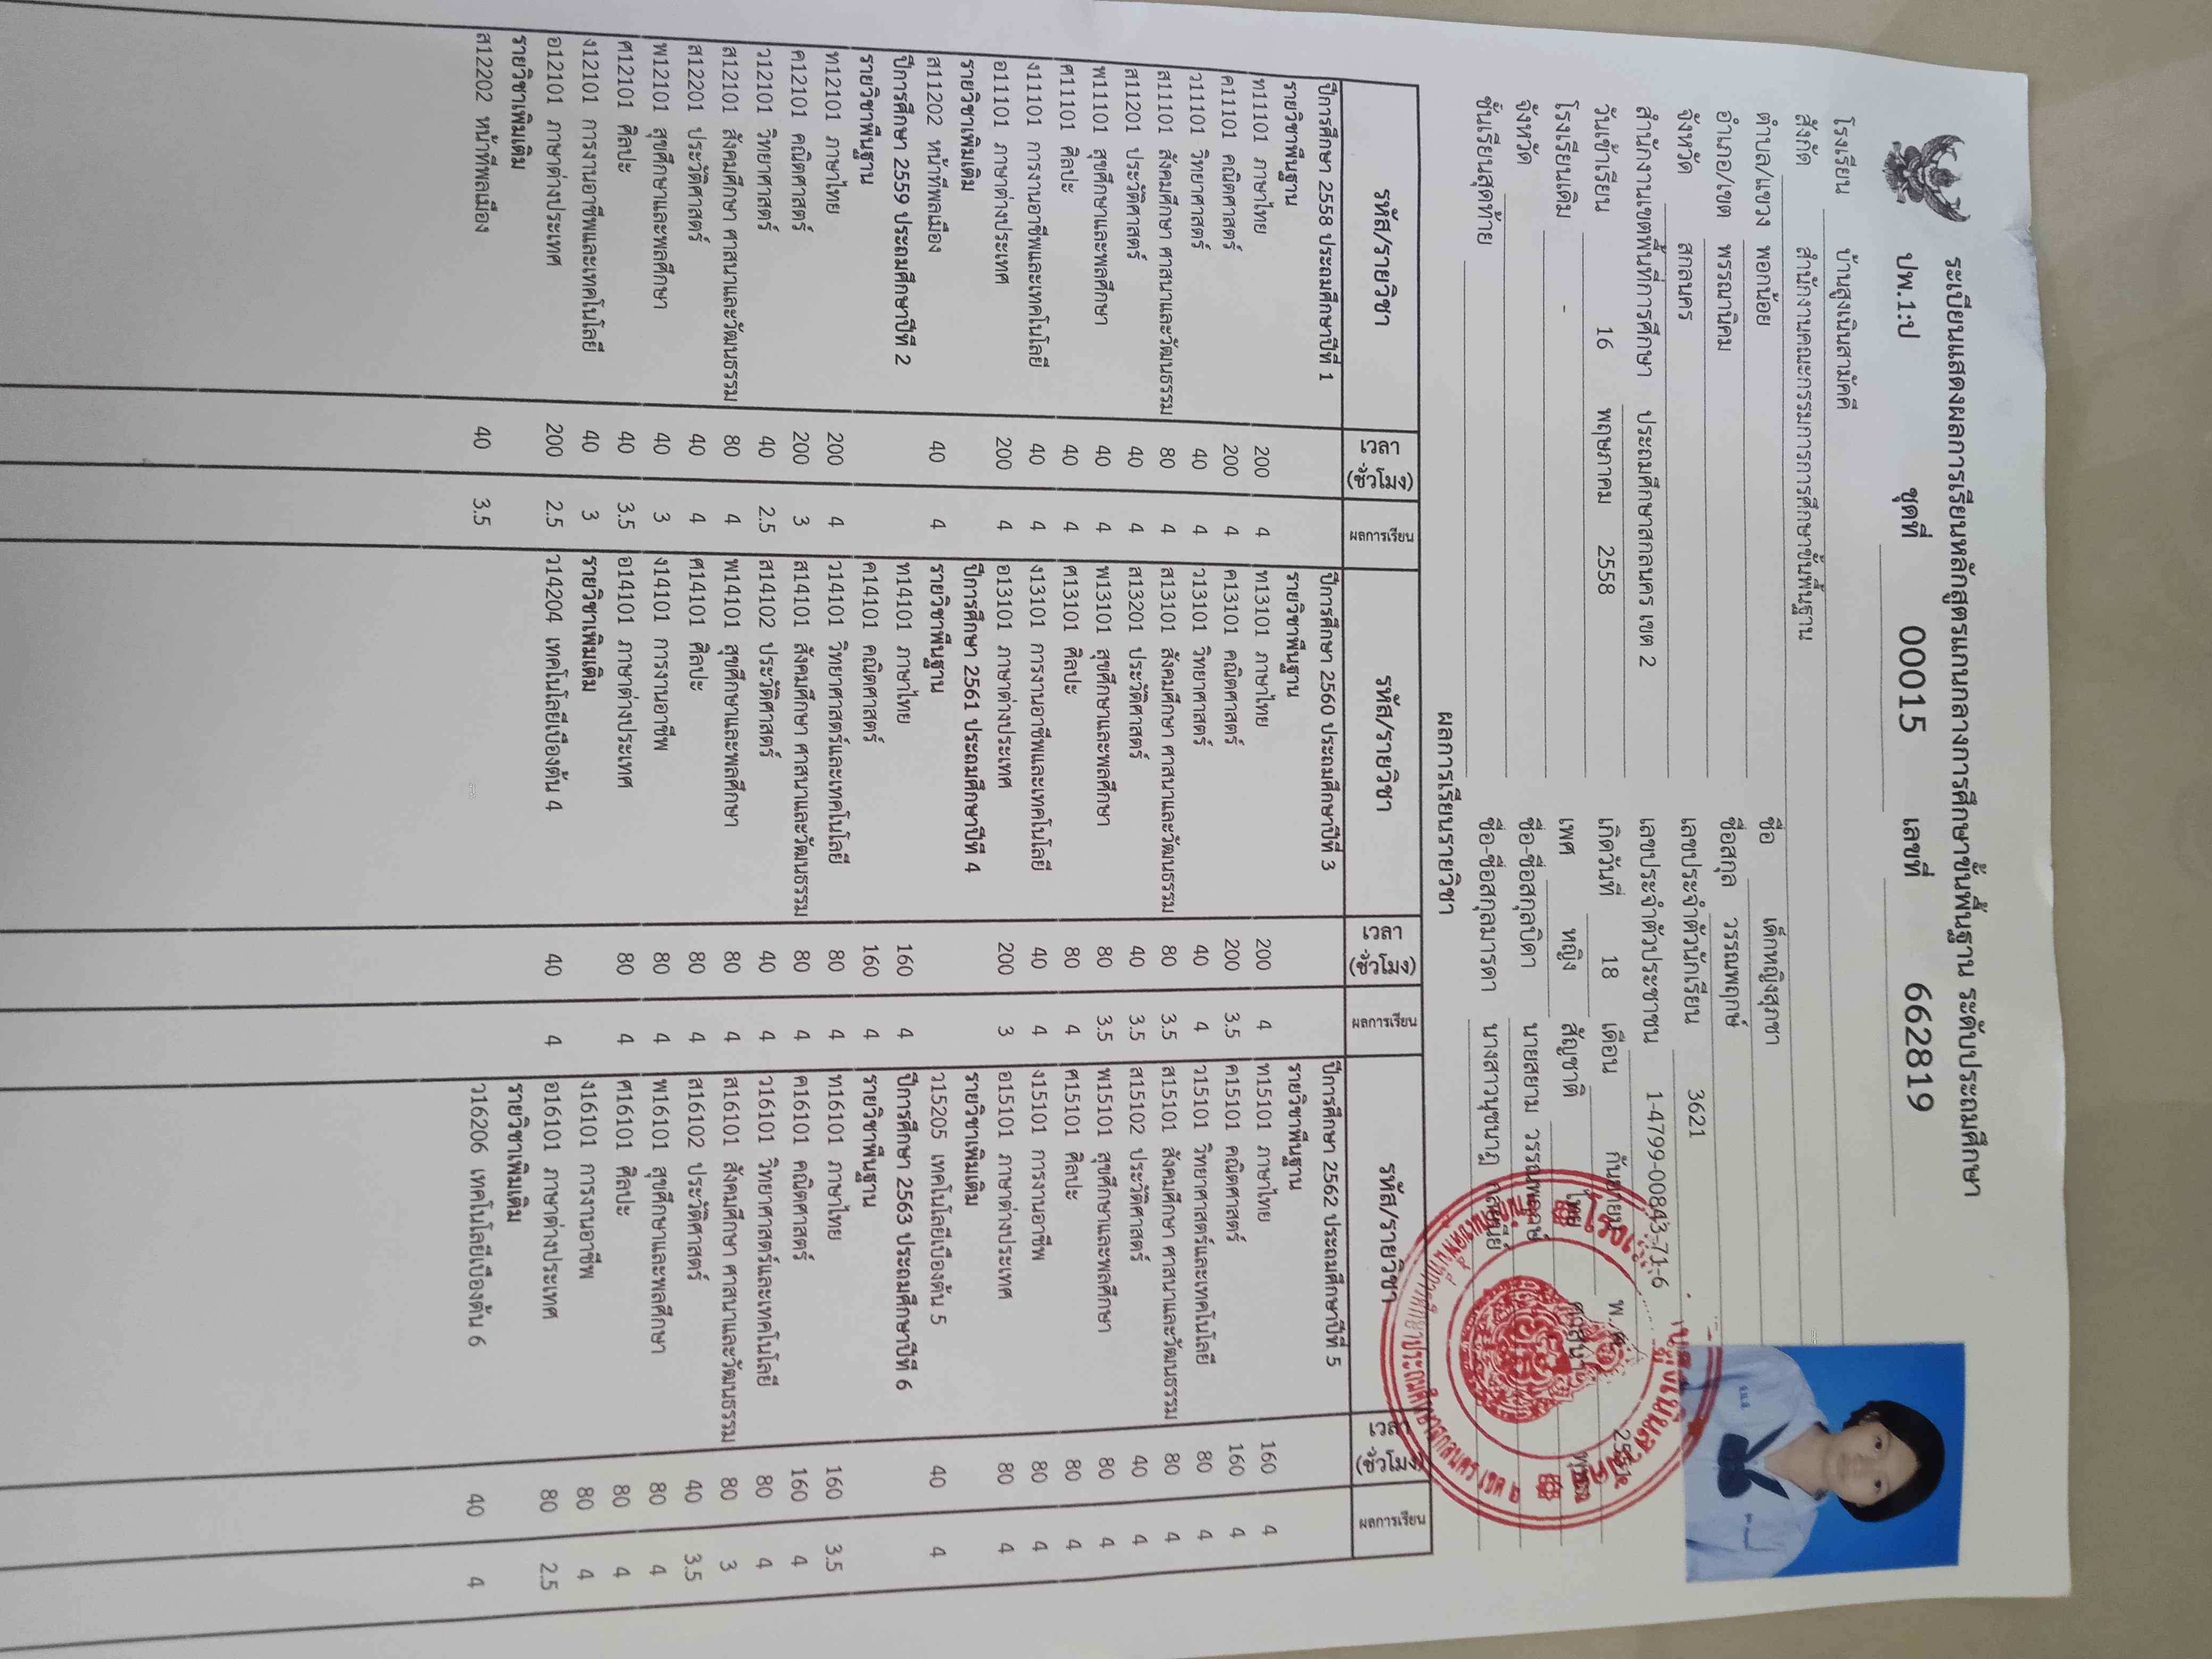 ระเบียนแสดงผลการเรียนหลักสูตรแกนกลางการศึกษาขั้นพื้นฐาน ระดับประถมศึกษา
ปพ.1:ป ชุดที่ 00015 เลขที่ 662819
โรงเรียน บ้านสูงเนินสามัคคี
สังกัด สำนักงานคณะกรรมการการศึกษาขั้นพื้นฐาน
ตำบล/แขวง พอกน้อย
อำเภอ/เขต พรรณานิคม
จังหวัด สกลนคร
สำนักงานเขตพื้นที่การศึกษา ประถมศึกษาสกลนคร เขต 2
วันเข้าเรียน 16 พฤษภาคม 2558
โรงเรียนเดิม -
จังหวัด
ชั้นเรียนสุดท้าย
ชื่อ เด็กหญิงสุภชา
ชื่อสกุล วรรณพฤกษ์
เลขประจำตัวนักเรียน 3621
เลขประจำตัวประชาชน 1-4799-00843-71-6
เกิดวันที่ 18 เดือน กันยายน พ.ศ. 2551
เพศ หญิง สัญชาติ ไทย ศาสนา พุทธ
ชื่อ-ชื่อสกุลบิดา นายสยาม วรรณพฤกษ์
ชื่อ-ชื่อสกุลมารดา นางสาวนุชนาฏ
ผลการเรียนรายวิชา
รหัส/รายวิชา เวลา (ชั่วโมง) ผลการเรียน
ปีการศึกษา 2558 ประถมศึกษาปีที่ 1
รายวิชาพื้นฐาน
ท11101 ภาษาไทย 200 4
ค11101 คณิตศาสตร์ 200 4
ว11101 วิทยาศาสตร์ 40 4
ส11101 สังคมศึกษา ศาสนาและวัฒนธรรม 80 4
ส11201 ประวัติศาสตร์ 40 4
พ11101 สุขศึกษาและพลศึกษา 40 4
ศ11101 ศิลปะ 40 4
ง11101 การงานอาชีพและเทคโนโลยี 40 4
อ11101 ภาษาต่างประเทศ 200 4
รายวิชาเพิ่มเติม
ส11202 หน้าที่พลเมือง 40 4
ปีการศึกษา 2559 ประถมศึกษาปีที่ 2
รายวิชาพื้นฐาน
ท12101 ภาษาไทย 200 4
ค12101 คณิตศาสตร์ 200 3
ว12101 วิทยาศาสตร์ 40 2.5
ส12101 สังคมศึกษา ศาสนาและวัฒนธรรม 80 4
ส12201 ประวัติศาสตร์ 40 4
พ12101 สุขศึกษาและพลศึกษา 40 3
ศ12101 ศิลปะ 40 3.5
ง12101 การงานอาชีพและเทคโนโลยี 40 3
อ12101 ภาษาต่างประเทศ 200 2.5
รายวิชาเพิ่มเติม
ส12202 หน้าที่พลเมือง 40 3.5
รหัส/รายวิชา เวลา (ชั่วโมง) ผลการเรียน
ปีการศึกษา 2560 ประถมศึกษาปีที่ 3
รายวิชาพื้นฐาน
ท13101 ภาษาไทย 200 4
ค13101 คณิตศาสตร์ 200 3.5
ว13101 วิทยาศาสตร์ 40 4
ส13101 สังคมศึกษา ศาสนาและวัฒนธรรม 80 3.5
ส13201 ประวัติศาสตร์ 40 3.5
พ13101 สุขศึกษาและพลศึกษา 80 3.5
ศ13101 ศิลปะ 80 4
ง13101 การงานอาชีพและเทคโนโลยี 40 4
อ13101 ภาษาต่างประเทศ 200 3
ปีการศึกษา 2561 ประถมศึกษาปีที่ 4
รายวิชาพื้นฐาน
ท14101 ภาษาไทย 160 4
ค14101 คณิตศาสตร์ 160 4
ว14101 วิทยาศาสตร์และเทคโนโลยี 80 4
ส14101 สังคมศึกษา ศาสนาและวัฒนธรรม 80 4
ส14102 ประวัติศาสตร์ 40 4
พ14101 สุขศึกษาและพลศึกษา 80 4
ศ14101 ศิลปะ 80 4
ง14101 การงานอาชีพ 80 4
อ14101 ภาษาต่างประเทศ 80 4
รายวิชาเพิ่มเติม
ว14204 เทคโนโลยีเบื้องต้น 4 40 4
รหัส/รายวิชา เวลา (ชั่วโมง) ผลการเรียน
ปีการศึกษา 2562 ประถมศึกษาปีที่ 5
รายวิชาพื้นฐาน
ท15101 ภาษาไทย 160 4
ค15101 คณิตศาสตร์ 160 4
ว15101 วิทยาศาสตร์และเทคโนโลยี 80 4
ส15101 สังคมศึกษา ศาสนาและวัฒนธรรม 80 4
ส15102 ประวัติศาสตร์ 40 4
พ15101 สุขศึกษาและพลศึกษา 80 4
ศ15101 ศิลปะ 80 4
ง15101 การงานอาชีพ 80 4
อ15101 ภาษาต่างประเทศ 80 4
รายวิชาเพิ่มเติม
ว15205 เทคโนโลยีเบื้องต้น 5 40 4
ปีการศึกษา 2563 ประถมศึกษาปีที่ 6
รายวิชาพื้นฐาน
ท16101 ภาษาไทย 160 3.5
ค16101 คณิตศาสตร์ 160 4
ว16101 วิทยาศาสตร์และเทคโนโลยี 80 4
ส16101 สังคมศึกษา ศาสนาและวัฒนธรรม 80 3
ส16102 ประวัติศาสตร์ 40 3.5
พ16101 สุขศึกษาและพลศึกษา 80 4
ศ16101 ศิลปะ 80 4
ง16101 การงานอาชีพ 80 4
อ16101 ภาษาต่างประเทศ 80 2.5
รายวิชาเพิ่มเติม
ว16206 เทคโนโลยีเบื้องต้น 6 40 4